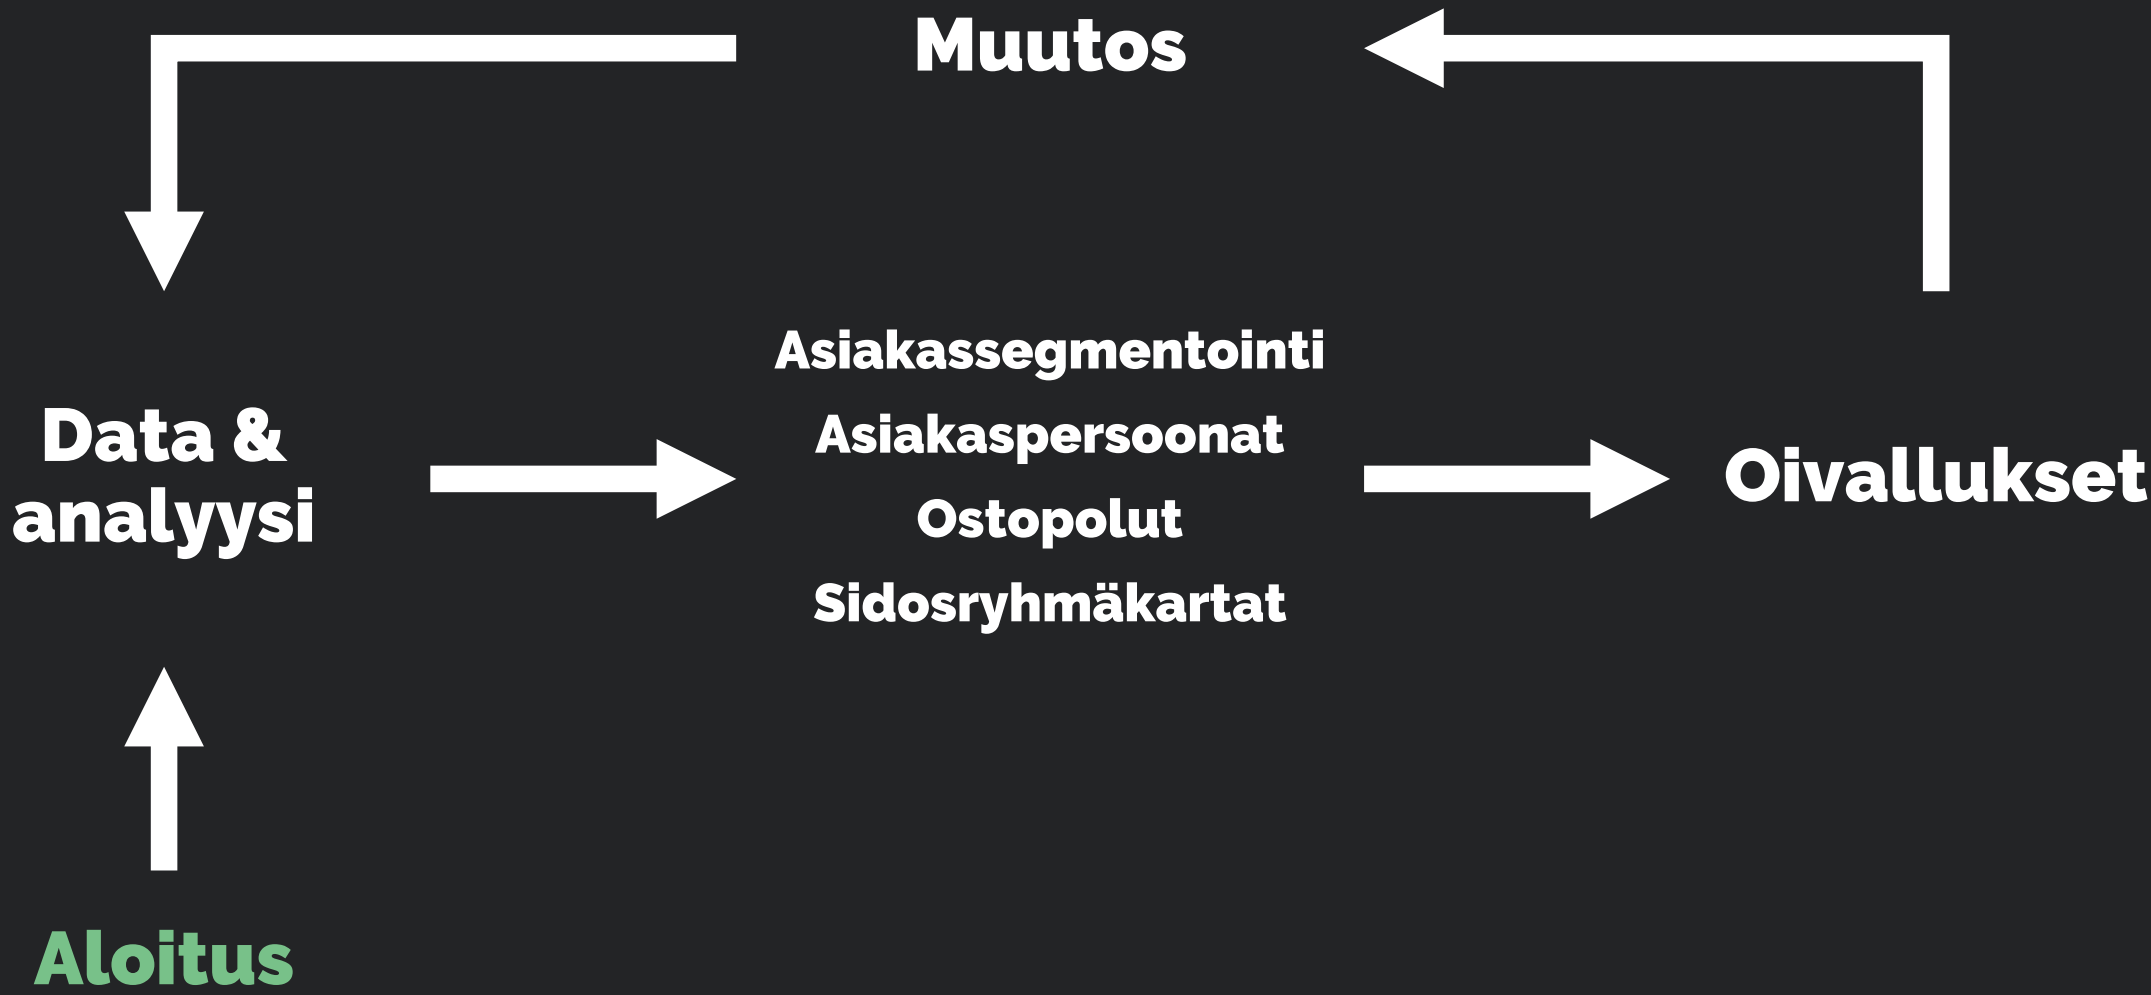 Muutos
Asiakassegmentointi
Data &
analyysi
Asiakaspersoonat
Ostopolut
Sidosryhmäkartat
Oivallukset
Aloitus